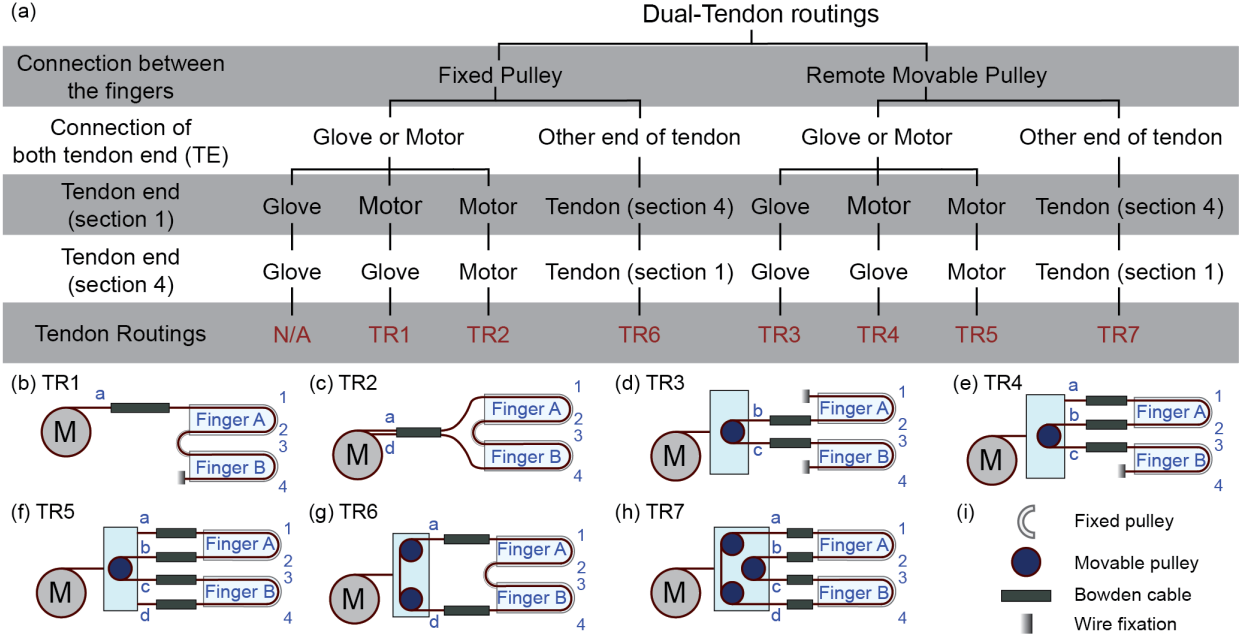 (a)
Dual-Tendon routings
Connection between
the fingers
Fixed Pulley
Remote Movable Pulley
Connection of
both tendon end (TE)
Glove or Motor
Other end of tendon
Glove or Motor
Other end of tendon
Tendon end
(section 1)
Glove
Motor
Motor
Tendon (section 4)
Glove
Motor
Motor
Tendon (section 4)
Tendon end
(section 4)
Glove
Glove
Motor
Tendon (section 1)
Glove
Glove
Motor
Tendon (section 1)
Tendon Routings
N/A
TR1
TR2
TR6
TR3
TR4
TR5
TR7
(b) TR1
a
M
Finger A
Finger B
1
2
3
4
(c) TR2
a
d
M
Finger A
Finger B
1
2
3
4
(d) TR3
b
c
M
Finger A
Finger B
1
2
3
4
(e) TR4
a
b
c
M
Finger A
Finger B
1
2
3
4
(f) TR5
a
b
c
d
M
Finger A
Finger B
1
2
3
4
(g) TR6
a
d
M
Finger A
Finger B
1
2
3
4
(h) TR7
a
b
c
d
M
Finger A
Finger B
1
2
3
4
(i)
Fixed pulley
Movable pulley
Bowden cable
Wire fixation